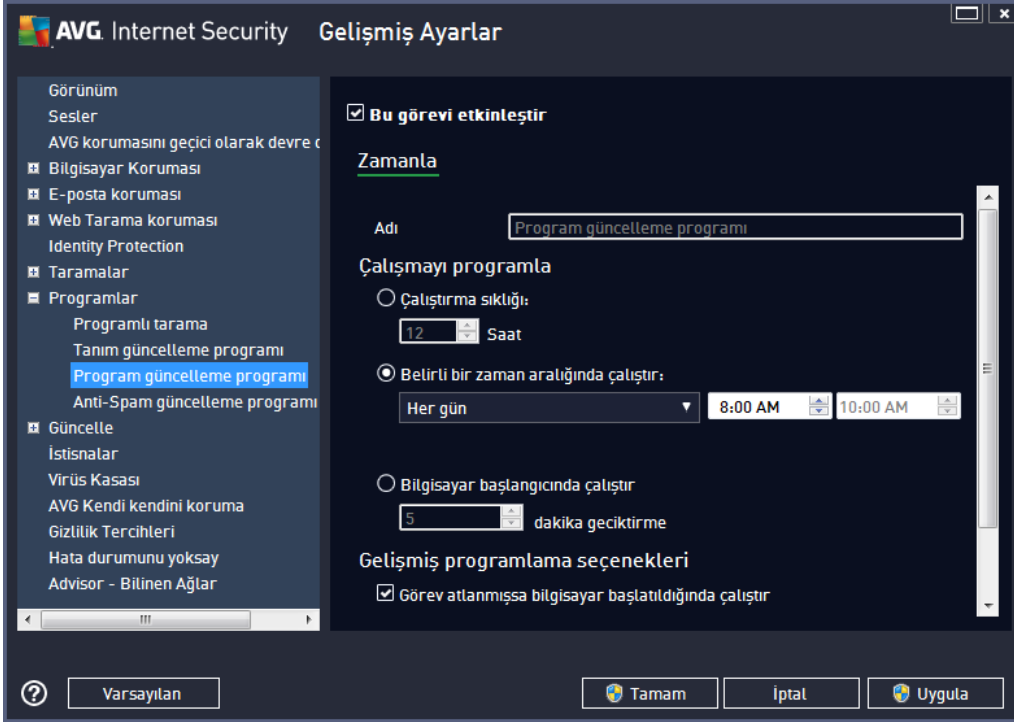 AVG. Internet Security Gelişmiş Ayarlar
Görünüm
Sesler
AVG korumasını geçici olarak devre
Bilgisayar Koruması
E-posta koruması
Web Tarama koruması
Identity Protection
Taramalar
Programlar
Programlı tarama
Tanım güncelleme programı
Program güncelleme programı
Anti-Spam güncelleme programı
Güncelle
İstisnalar
Virüs Kasası
AVG Kendi kendini koruma
Gizlilik Tercihleri
Hata durumunu yoksay
Advisor - Bilinen Ağlar
Bu görevi etkinleştir
Zamanla
Adı Program güncelleme programı
Çalışmayı programla
Çalıştırma sıklığı:
12 Saat
Belirli bir zaman aralığında çalıştır:
Her gün 8:00 AM 10:00 AM
Bilgisayar başlangıcında çalıştır
5 dakika geciktirme
Gelişmiş programlama seçenekleri
Görev atlanmışsa bilgisayar başlatıldığında çalıştır
? Varsayılan Tamam İptal Uygula